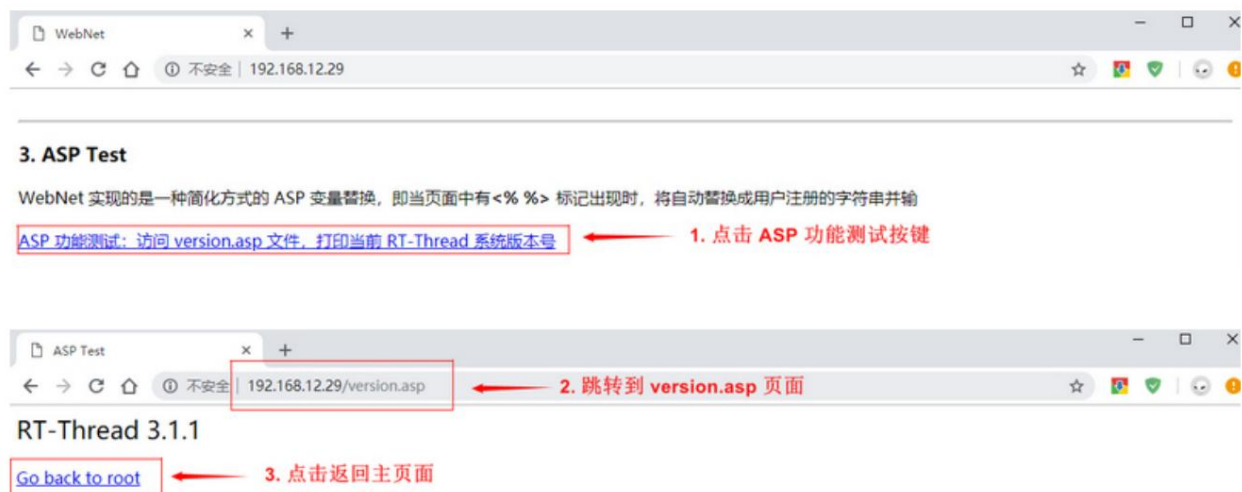 WebNet
不安全 | 192.168.12.29
3. ASP Test
WebNet 实现的是一种简化方式的 ASP 变量替换，即当页面中有<% %> 标记出现时，将自动替换成用户注册的字符串并输
ASP 功能测试：访问 version.asp 文件，打印当前 RT-Thread 系统版本号
1. 点击 ASP 功能测试按键
ASP Test
不安全 | 192.168.12.29/version.asp
2. 跳转到 version.asp 页面
RT-Thread 3.1.1
Go back to root
3. 点击返回主页面